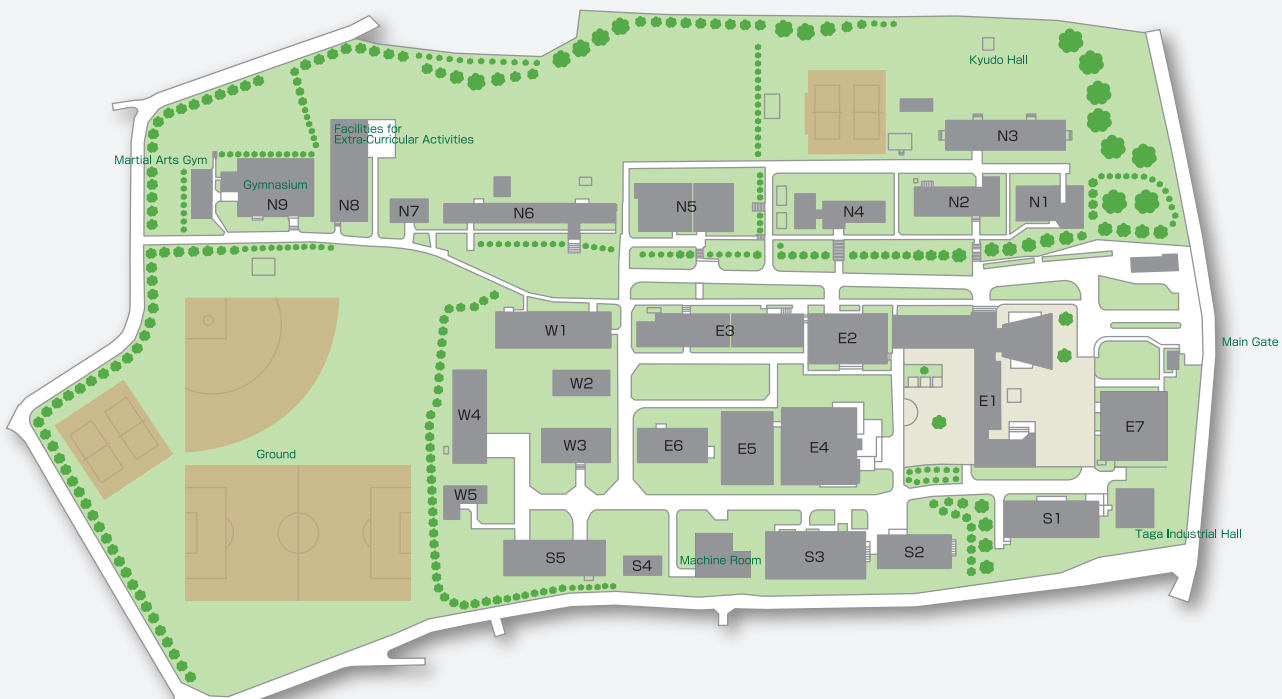 Kyudo Hall
Facilities for
Extra-Curricular Activities
N3
Martial Arts Gym
Gymnasium
N9
N8
N7
N6
N5
N4
N2
N1
W1
E3
E2
Main Gate
W2
W4
E1
E7
W3
E6
E5
E4
Ground
W5
S1
Taga Industrial Hall
S5
S4
Machine Room
S3
S2